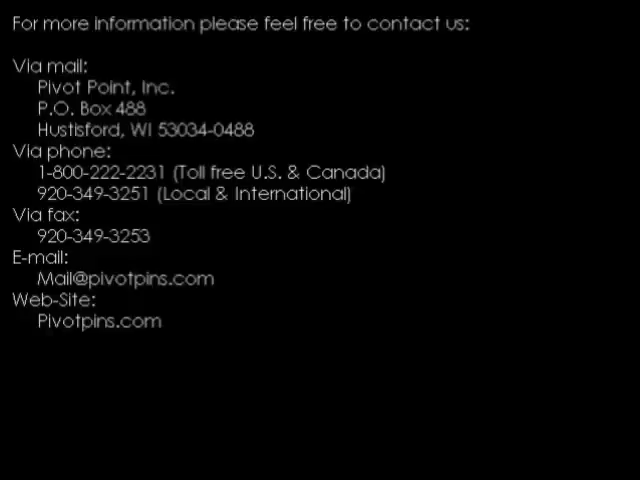 For more information please feel free to contact us:
Via mail:
Pivot Point, Inc.
P.O. Box 488
Hustisford, WI 53034-0488
Via phone:
1-800-222-2231 (Toll free U.S. & Canada)
920-349-3251 (Local & International)
Via fax:
920-349-3253
E-mail:
Mail@pivotpins.com
Web-Site:
Pivotpins.com